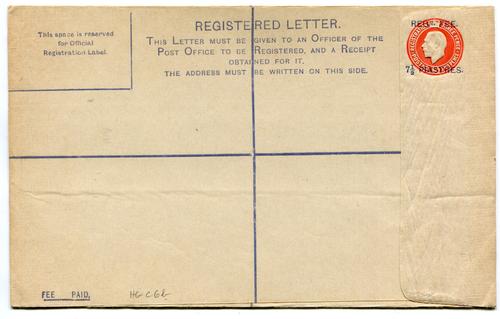 REGISTERED LETTER.
This space is reserved
for Official
Registration Label.
THIS LETTER MUST BE GIVEN TO AN OFFICER OF THE
POST OFFICE TO BE REGISTERED, AND A RECEIPT
OBTAINED FOR IT.
THE ADDRESS MUST BE WRITTEN ON THIS SIDE.
REGN FEE.
7½ PIASTRES.
FEE PAID.
HG C6b